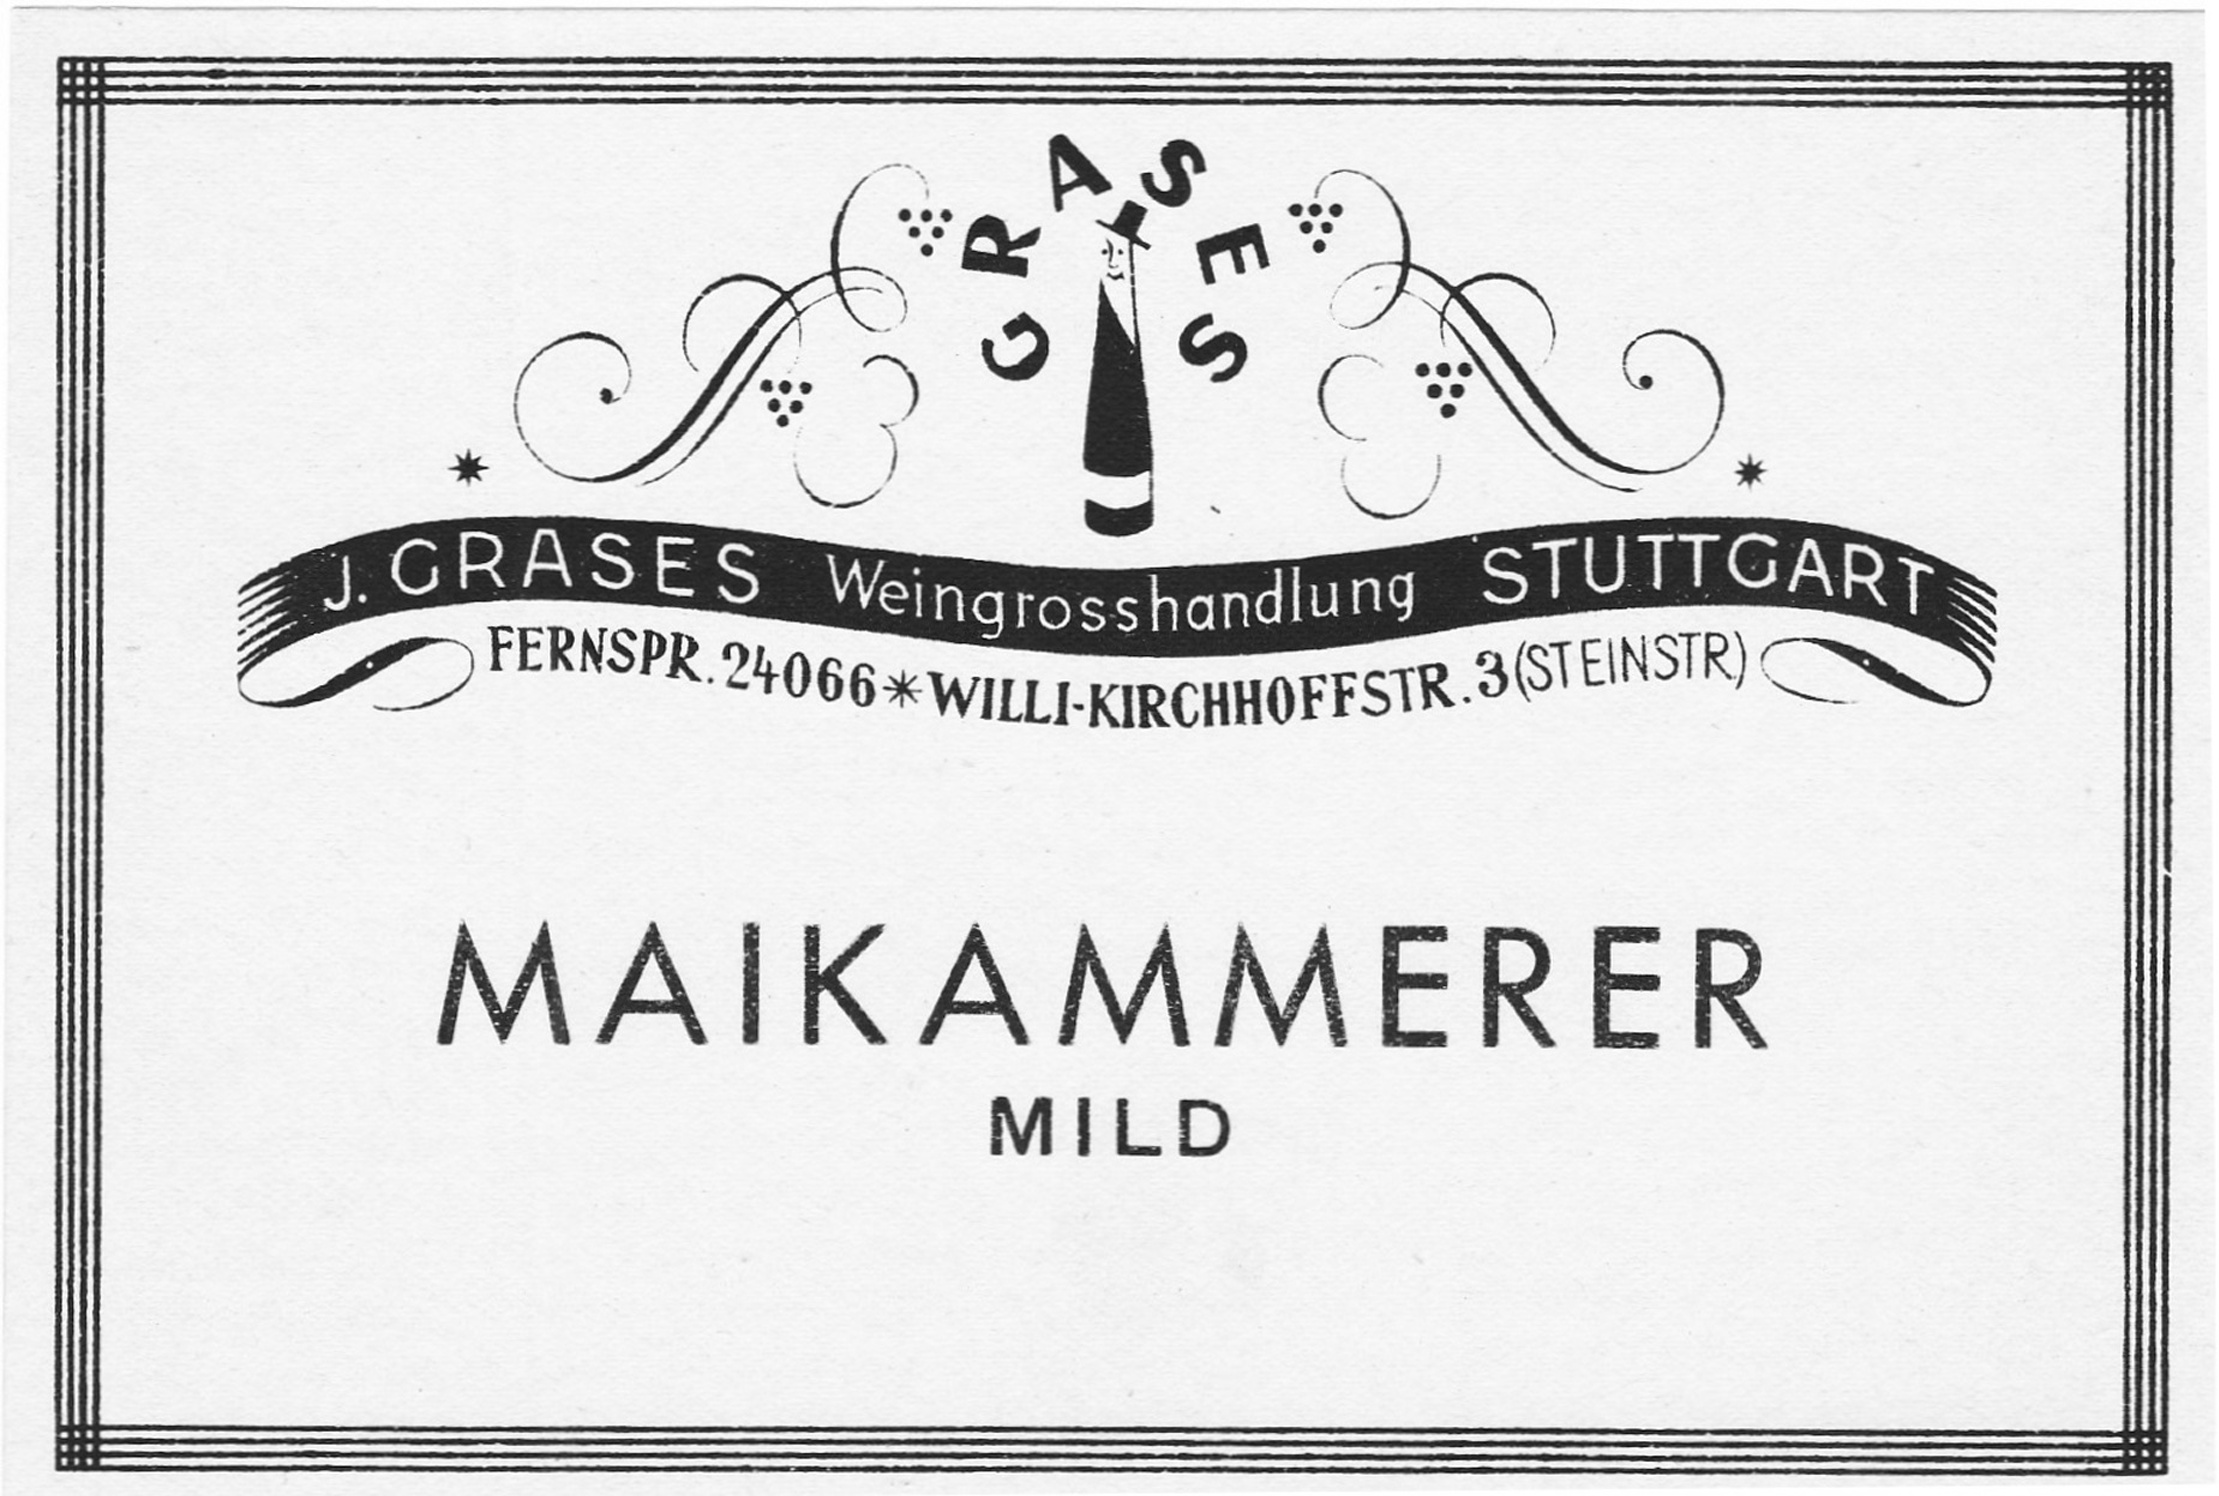 GRASES
J. GRASES Weingrosshandlung STUTTGART
FERNSPR. 24066 * WILLI-KIRCHHOFFSTR. 3 (STEINSTR)
MAIKAMMERER
MILD